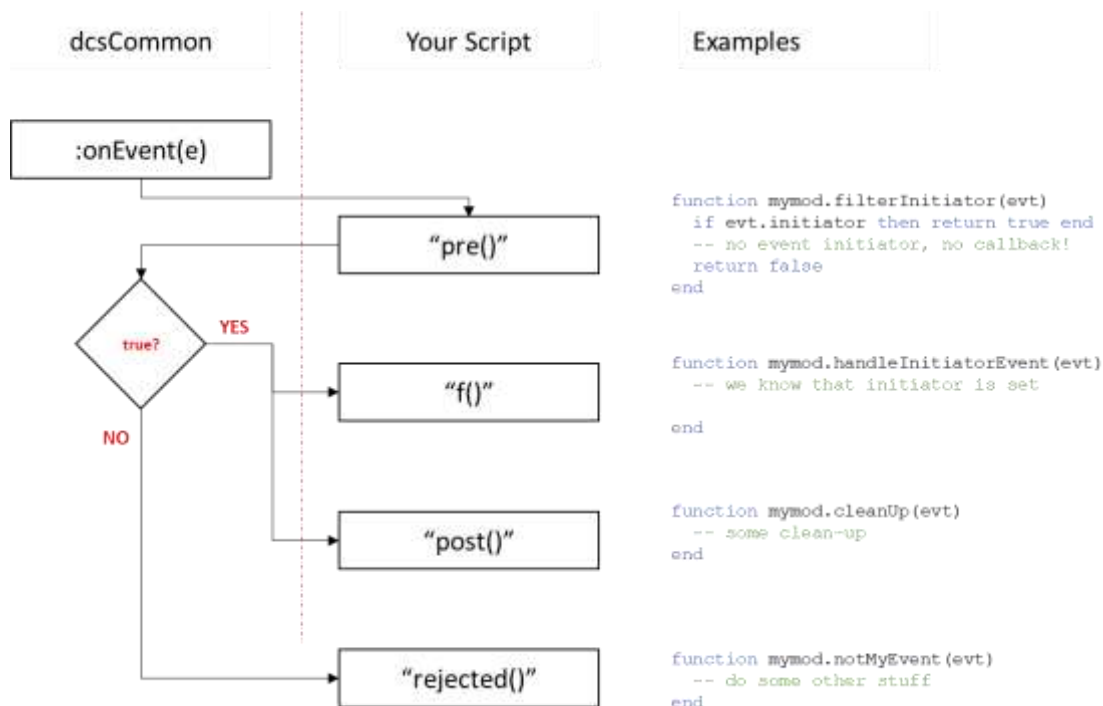 dcsCommon
Your Script
Examples
:onEvent(e)
“pre()”
function mymod.filterInitiator(evt)
if evt.initiator then return true end
-- no event initiator, no callback!
return false
end
true?
YES
“f()”
function mymod.handleInitiatorEvent(evt)
-- we know that initiator is set
end
NO
“post()”
function mymod.cleanUp(evt)
-- some clean-up
end
“rejected()”
function mymod.notMyEvent(evt)
-- do some other stuff
end